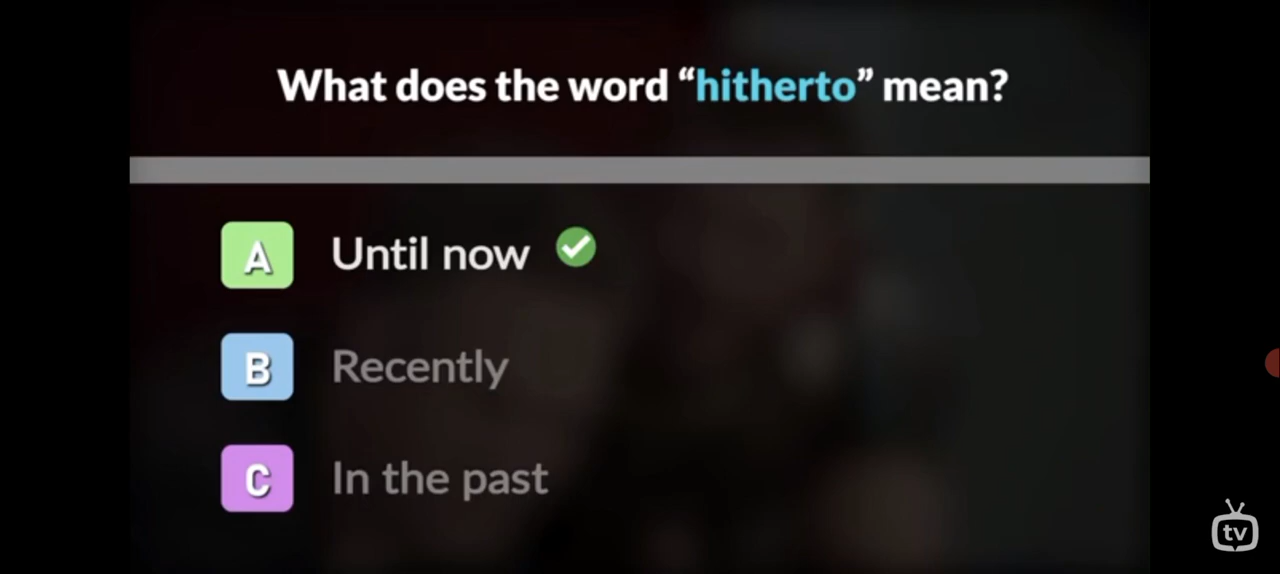 What does the word “hitherto” mean?
A Until now
B Recently
C In the past
tv